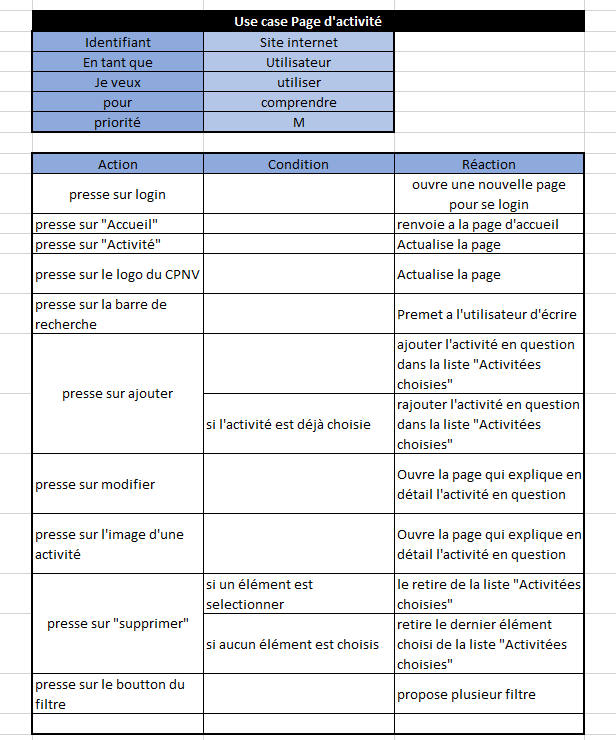 Use case Page d'activité
Identifiant Site internet
En tant que Utilisateur
Je veux utiliser
pour comprendre
priorité M
Action Condition Réaction
presse sur login
ouvre une nouvelle page
pour se login
presse sur "Accueil" renvoie a la page d'accueil
presse sur "Activité" Actualise la page
presse sur le logo du CPNV Actualise la page
presse sur la barre de
recherche
Premet a l'utilisateur d'écrire
presse sur ajouter
ajouter l'activité en question
dans la liste "Activitées
choisies"
si l'activité est déjà choisie
rajouter l'activité en question
dans la liste "Activitées
choisies"
presse sur modifier
Ouvre la page qui explique en
détail l'activité en question
presse sur l'image d'une
activité
Ouvre la page qui explique en
détail l'activité en question
presse sur "supprimer"
si un élément est
selectionner
le retire de la liste "Activitées
choisies"
si aucun élément est choisis
retire le dernier élément
choisi de la liste "Activitées
choisies"
presse sur le boutton du
filtre
propose plusieur filtre